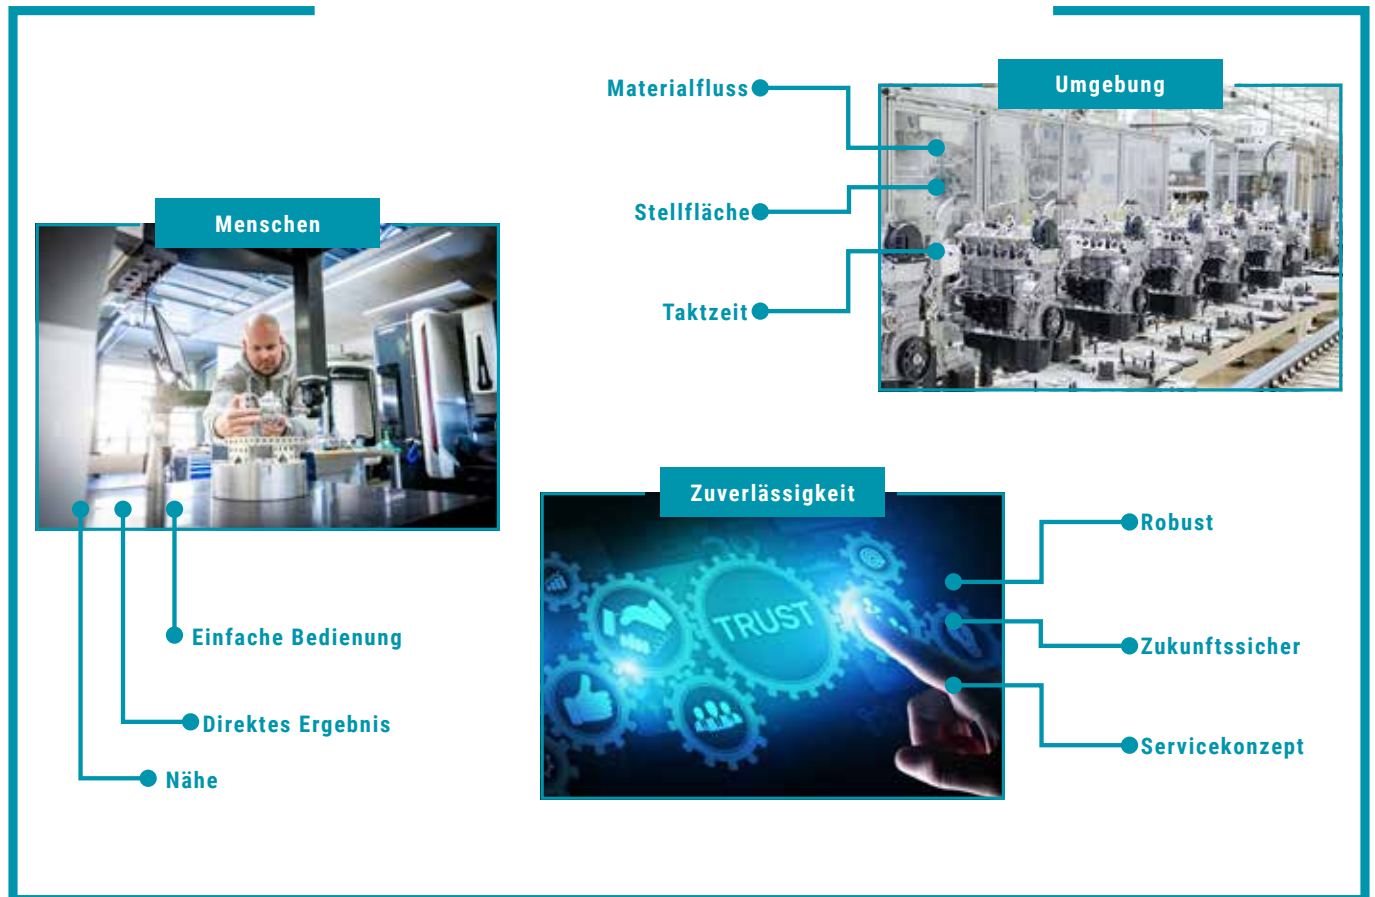 Menschen
Einfache Bedienung
Direktes Ergebnis
Nähe
Umgebung
Materialfluss
Stellfläche
Taktzeit
Zuverlässigkeit
TRUST
Robust
Zukunftssicher
Servicekonzept